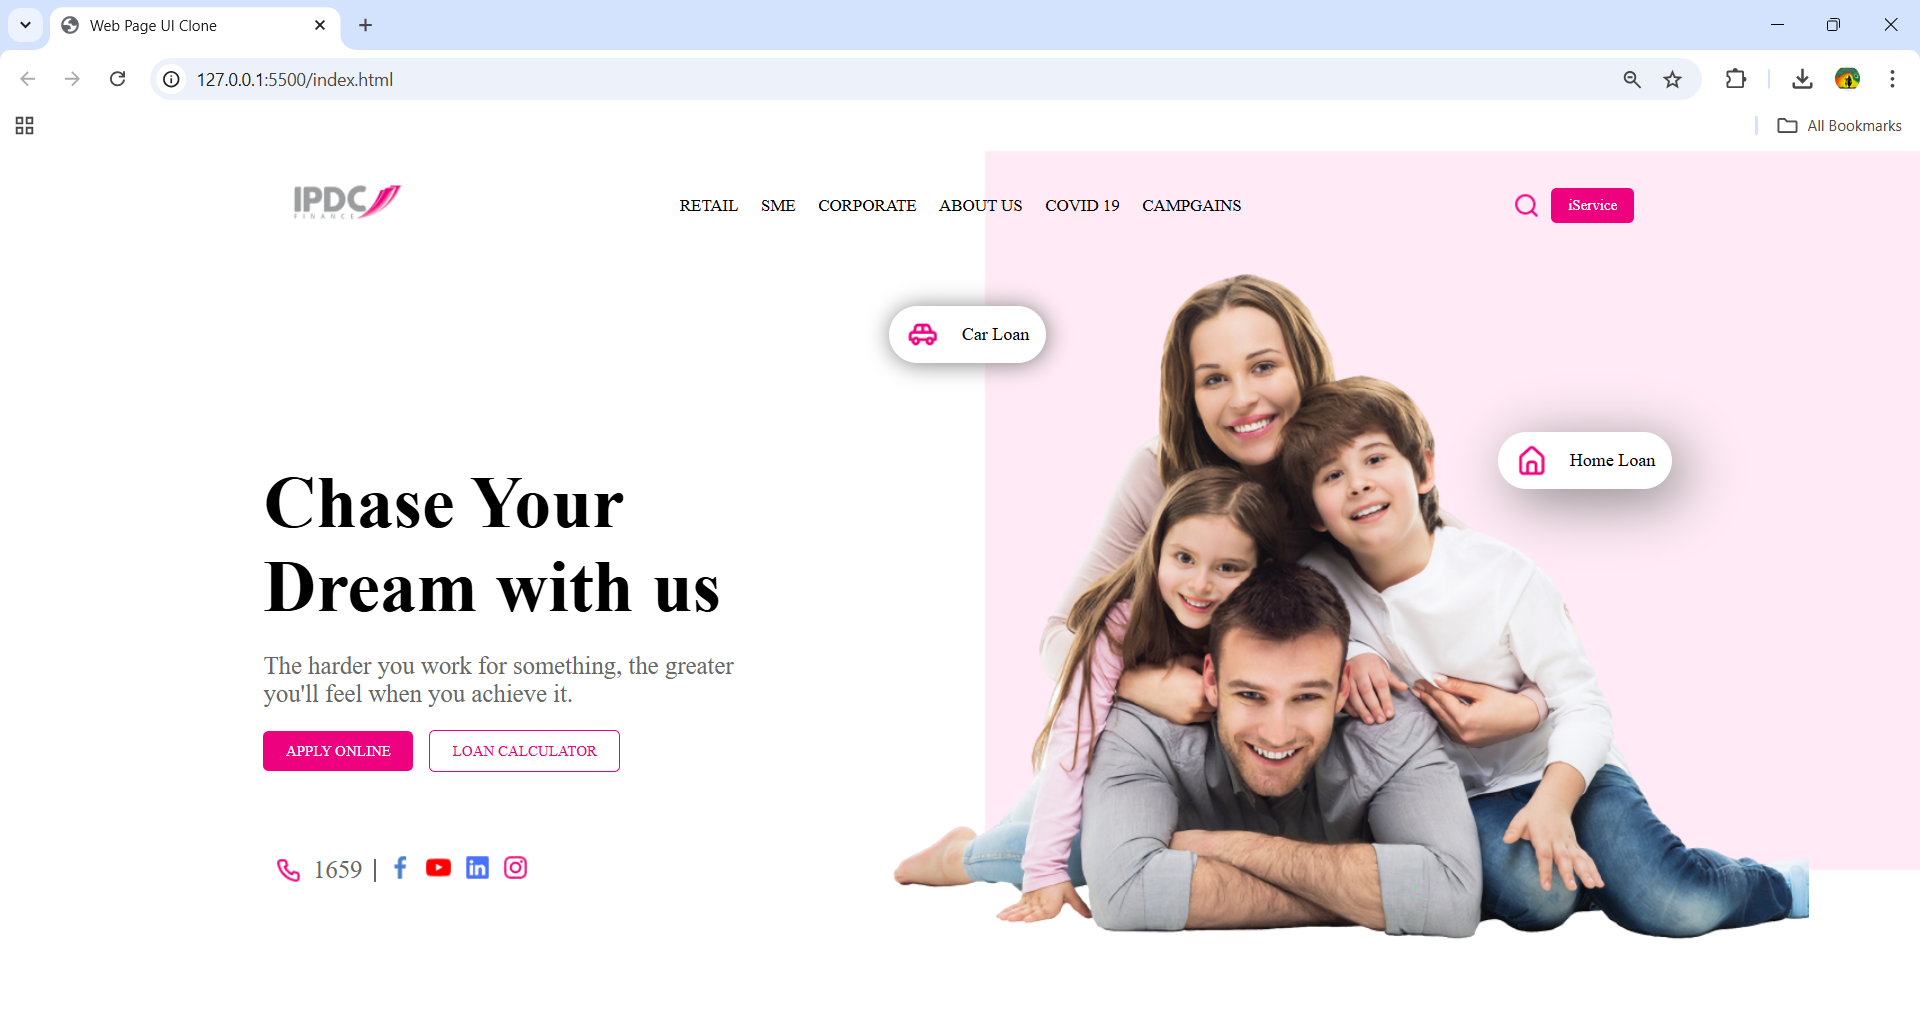 Web Page UI Clone
127.0.0.1:5500/index.html
All Bookmarks
IPDC
FINANCE
RETAIL SME CORPORATE ABOUT US COVID 19 CAMPGAINS
iService
Car Loan
Home Loan
Chase Your
Dream with us
The harder you work for something, the greater
you'll feel when you achieve it.
APPLY ONLINE LOAN CALCULATOR
1659 |